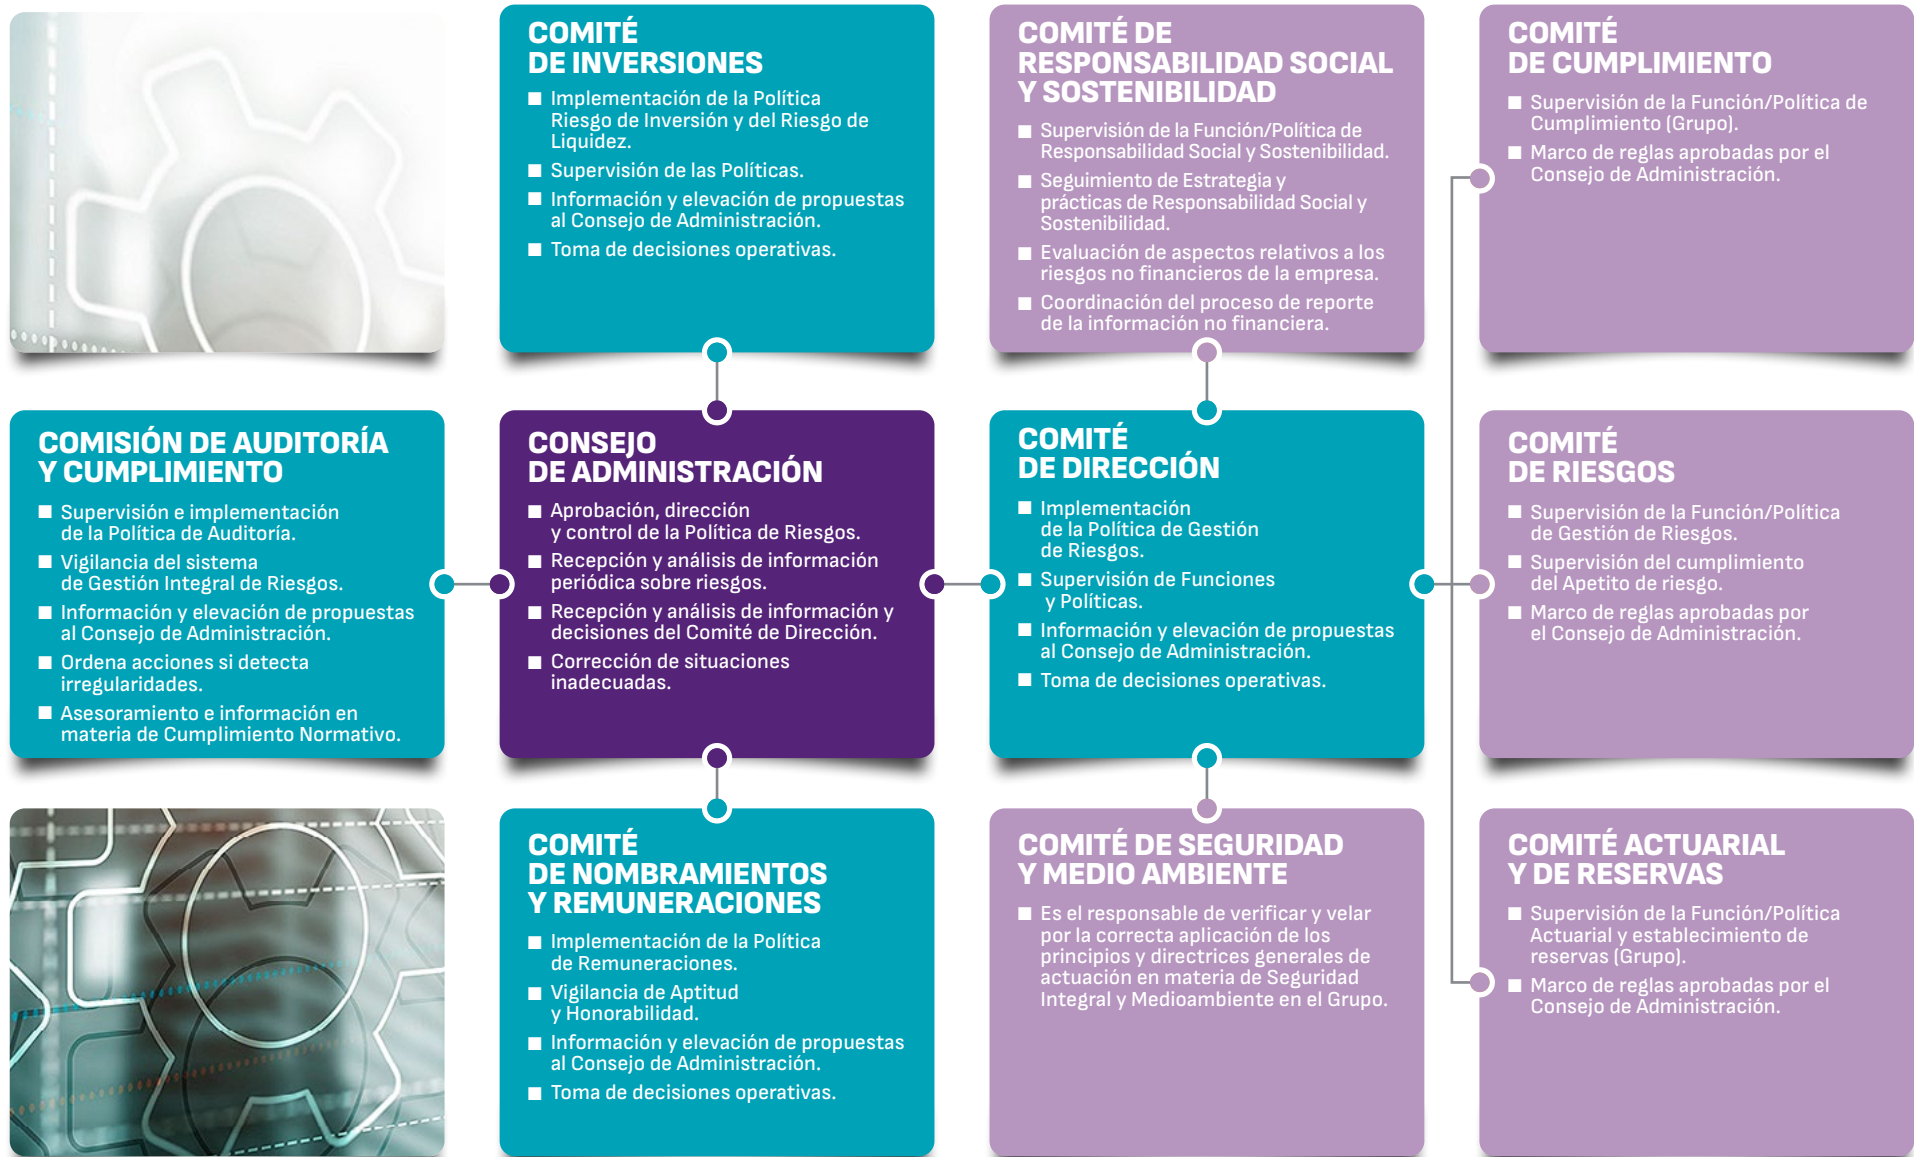 COMITÉ
DE INVERSIONES
■ Implementación de la Política
Riesgo de Inversión y del Riesgo de
Liquidez.
■ Supervisión de las Políticas.
■ Información y elevación de propuestas
al Consejo de Administración.
■ Toma de decisiones operativas.
COMITÉ DE
RESPONSABILIDAD SOCIAL
Y SOSTENIBILIDAD
■ Supervisión de la Función/Política de
Responsabilidad Social y Sostenibilidad.
■ Seguimiento de Estrategia y
prácticas de Responsabilidad Social y
Sostenibilidad.
■ Evaluación de aspectos relativos a los
riesgos no financieros de la empresa.
■ Coordinación del proceso de reporte
de la información no financiera.
COMITÉ
DE CUMPLIMIENTO
■ Supervisión de la Función/Política de
Cumplimiento (Grupo).
■ Marco de reglas aprobadas por el
Consejo de Administración.
COMISIÓN DE AUDITORÍA
Y CUMPLIMIENTO
■ Supervisión e implementación
de la Política de Auditoría.
■ Vigilancia del sistema
de Gestión Integral de Riesgos.
■ Información y elevación de propuestas
al Consejo de Administración.
■ Ordena acciones si detecta
irregularidades.
■ Asesoramiento e información en
materia de Cumplimiento Normativo.
CONSEJO
DE ADMINISTRACIÓN
■ Aprobación, dirección
y control de la Política de Riesgos.
■ Recepción y análisis de información
periódica sobre riesgos.
■ Recepción y análisis de información y
decisiones del Comité de Dirección.
■ Corrección de situaciones
inadecuadas.
COMITÉ
DE DIRECCIÓN
■ Implementación
de la Política de Gestión
de Riesgos.
■ Supervisión de Funciones
y Políticas.
■ Información y elevación de propuestas
al Consejo de Administración.
■ Toma de decisiones operativas.
COMITÉ
DE RIESGOS
■ Supervisión de la Función/Política
de Gestión de Riesgos.
■ Supervisión del cumplimiento
del Apetito de riesgo.
■ Marco de reglas aprobadas por
el Consejo de Administración.
COMITÉ
DE NOMBRAMIENTOS
Y REMUNERACIONES
■ Implementación de la Política
de Remuneraciones.
■ Vigilancia de Aptitud
y Honorabilidad.
■ Información y elevación de propuestas
al Consejo de Administración.
■ Toma de decisiones operativas.
COMITÉ DE SEGURIDAD
Y MEDIO AMBIENTE
■ Es el responsable de verificar y velar
por la correcta aplicación de los
principios y directrices generales de
actuación en materia de Seguridad
Integral y Medioambiente en el Grupo.
COMITÉ ACTUARIAL
Y DE RESERVAS
■ Supervisión de la Función/Política
Actuarial y establecimiento de
reservas (Grupo).
■ Marco de reglas aprobadas por el
Consejo de Administración.